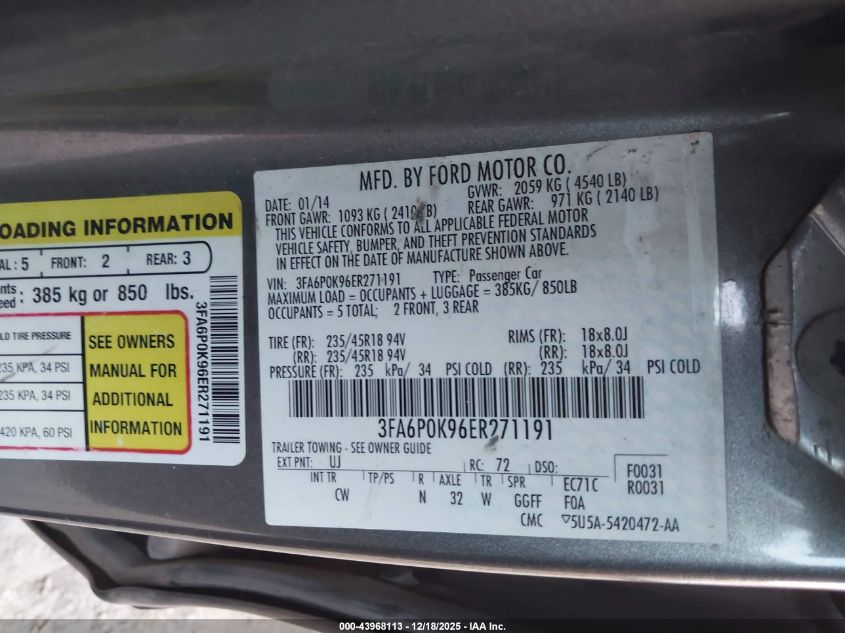 OADING INFORMATION
AL: 5 FRONT: 2 REAR: 3
385 kg or 850 lbs.
LD TIRE PRESSURE
235 KPA, 34 PSI
235 KPA, 34 PSI
420 KPA, 60 PSI
SEE OWNERS
MANUAL FOR
ADDITIONAL
INFORMATION
3FA6P0K96ER271191
MFD. BY FORD MOTOR CO.
DATE: 01/14 GVWR: 2059 KG ( 4540 LB)
FRONT GAWR: 1093 KG ( 2410 LB) REAR GAWR: 971 KG ( 2140 LB)
THIS VEHICLE CONFORMS TO ALL APPLICABLE FEDERAL MOTOR
VEHICLE SAFETY, BUMPER, AND THEFT PREVENTION STANDARDS
IN EFFECT ON THE DATE OF MANUFACTURE SHOWN ABOVE.
VIN: 3FA6P0K96ER271191 TYPE: Passenger Car
MAXIMUM LOAD = OCCUPANTS + LUGGAGE = 385KG/ 850LB
OCCUPANTS = 5 TOTAL; 2 FRONT, 3 REAR
TIRE (FR): 235/45R18 94V RIMS (FR): 18x8.0J
(RR): 235/45R18 94V (RR): 18x8.0J
PRESSURE (FR): 235 kPa/ 34 PSI COLD (RR): 235 kPa/ 34 PSI COLD
3FA6P0K96ER271191
TRAILER TOWING - SEE OWNER GUIDE
EXT PNT: UJ RC: 72 DSO: F0031
INT TR TP/PS R AXLE TR SPR EC71C R0031
CW N 32 W GGFF F0A
CMC ▽5U5A-5420472-AA
000-43968113 - 12/18/2025 - IAA Inc.